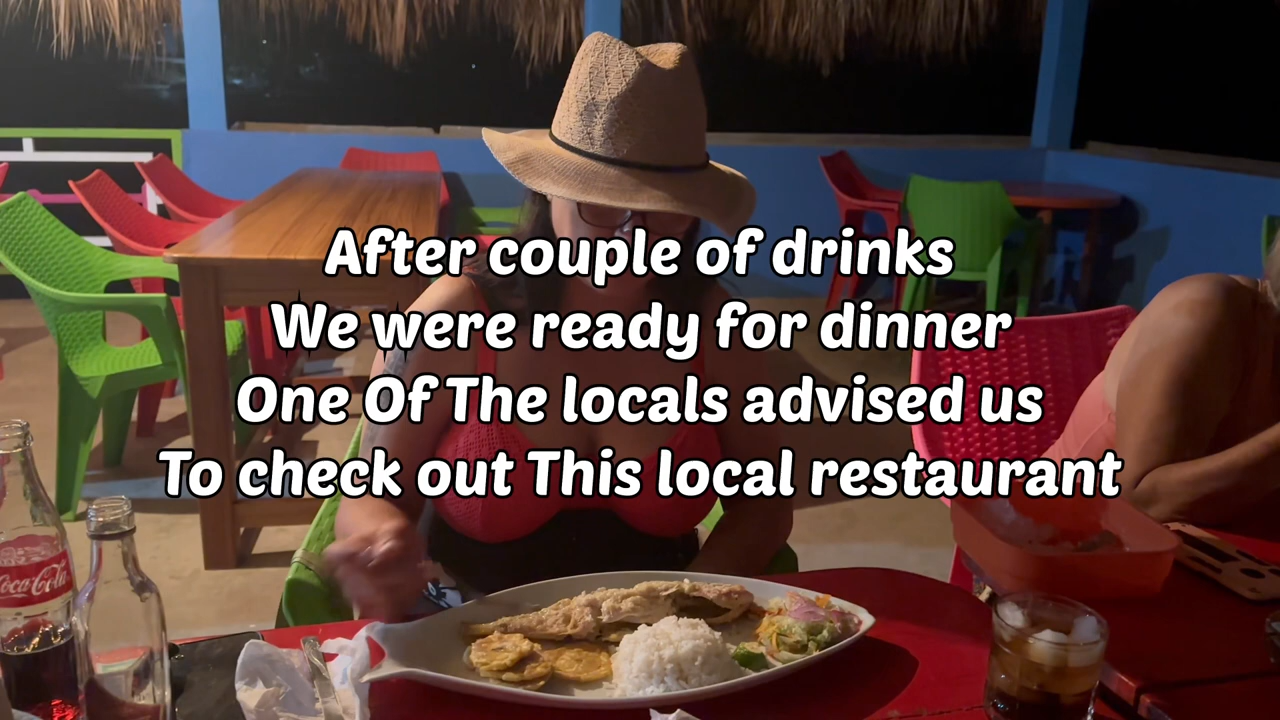 After couple of drinks
We were ready for dinner
One Of The locals advised us
To check out This local restaurant
Coca-Cola